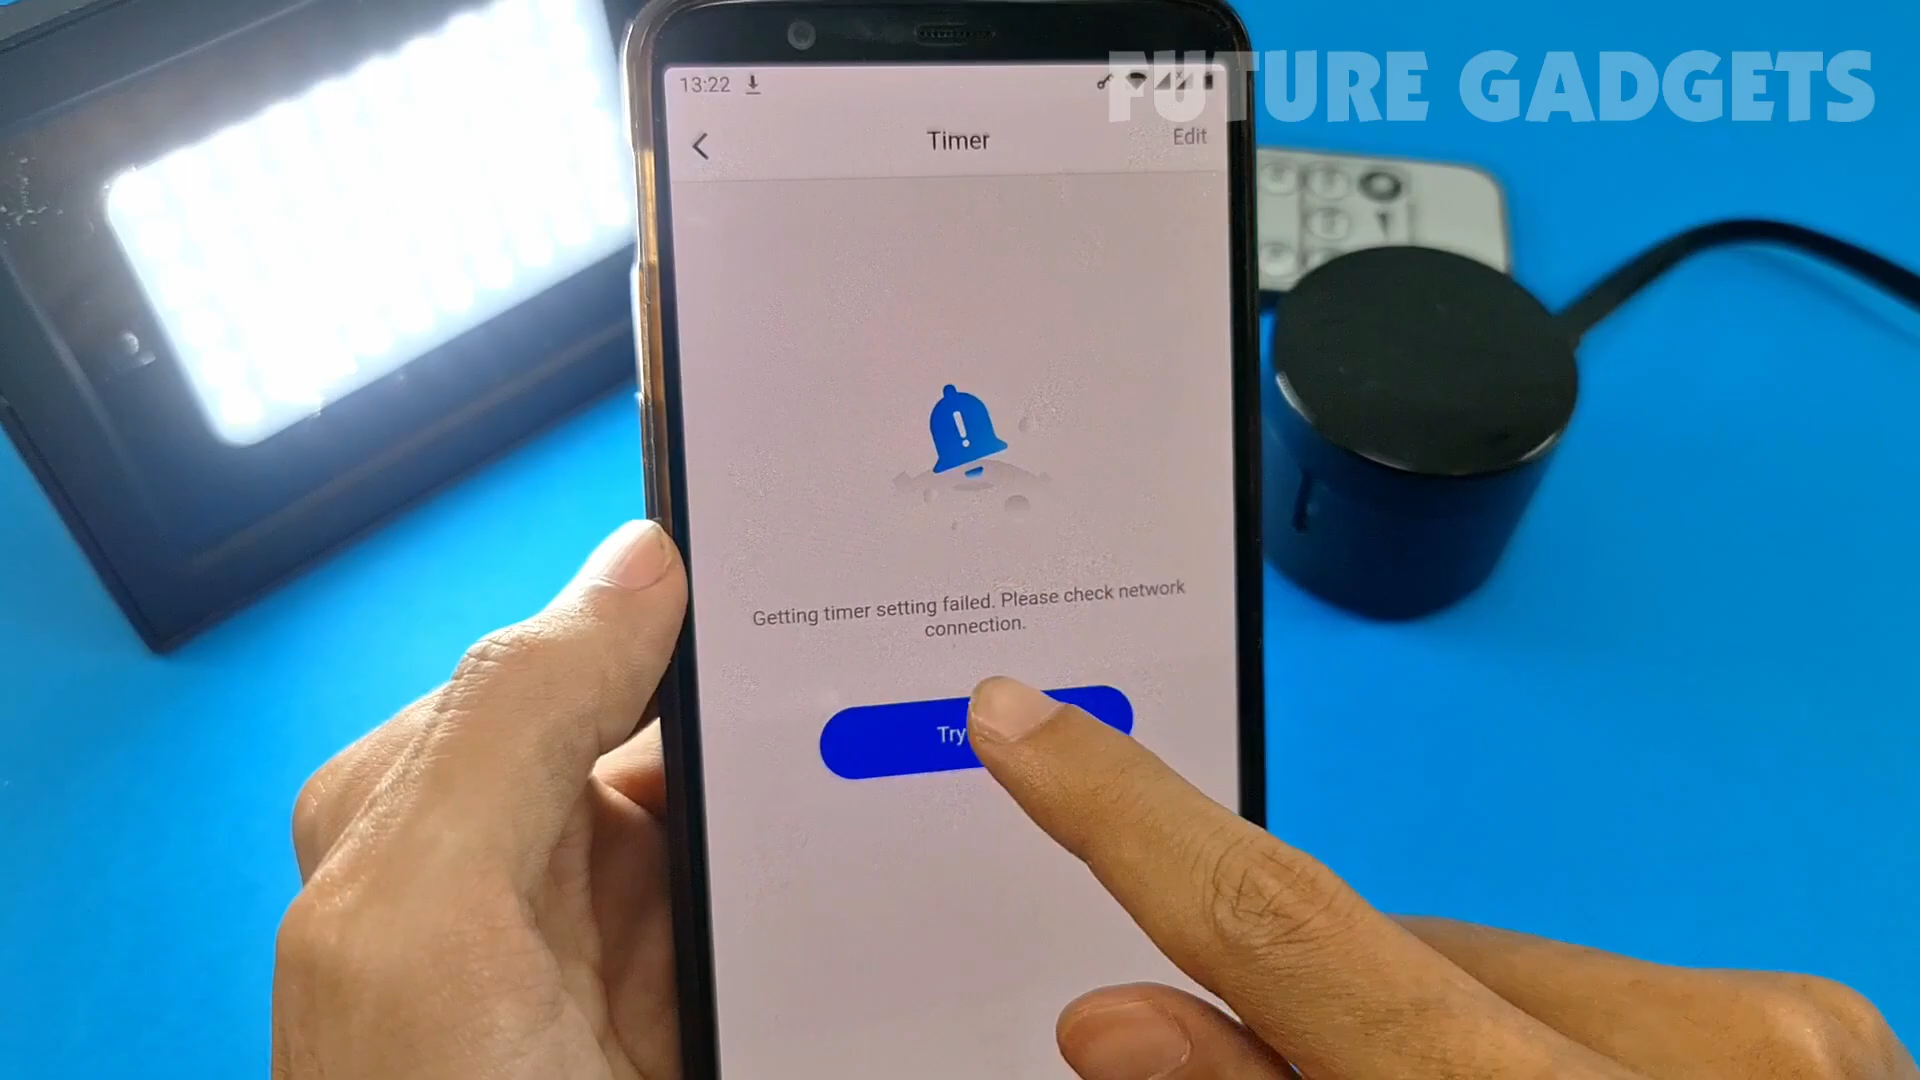 FUTURE GADGETS
13:22
Timer
Edit
Getting timer setting failed. Please check network
connection.
Try